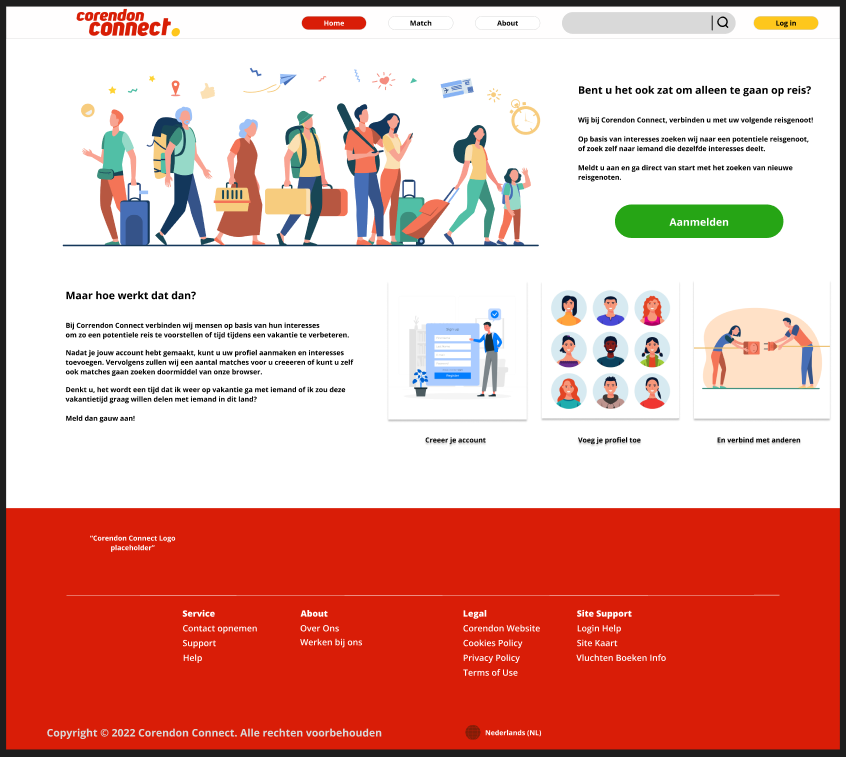 corendon
connect.
Home
Match
About
Log in
Bent u het ook zat om alleen te gaan op reis?
Wij bij Corendon Connect, verbinden u met uw volgende reisgenoot!
Op basis van interesses zoeken wij naar een potentiele reisgenoot,
of zoek zelf naar iemand die dezelfde interesses deelt.
Meldt u aan en ga direct van start met het zoeken van nieuwe
reisgenoten.
Aanmelden
Maar hoe werkt dat dan?
Bij Correndon Connect verbinden wij mensen op basis van hun interesses
om zo een potentiele reis te voorstellen of tijd tijdens een vakantie te verbeteren.
Nadat je jouw account hebt gemaakt, kunt u uw profiel aanmaken en interesses
toevoegen. Vervolgens zullen wij een aantal matches voor u creeeren of kunt u zelf
ook matches gaan zoeken doormiddel van onze browser.
Denkt u, het wordt een tijd dat ik weer op vakantie ga met iemand of ik zou deze
vakantietijd graag willen delen met iemand in dit land?
Meld dan gauw aan!
Sign up
Register
Creeer je account
Voeg je profiel toe
En verbind met anderen
"Corendon Connect Logo
placeholder"
Service
Contact opnemen
Support
Help
About
Over Ons
Werken bij ons
Legal
Corendon Website
Cookies Policy
Privacy Policy
Terms of Use
Site Support
Login Help
Site Kaart
Vluchten Boeken Info
Copyright © 2022 Corendon Connect. Alle rechten voorbehouden
Nederlands (NL)